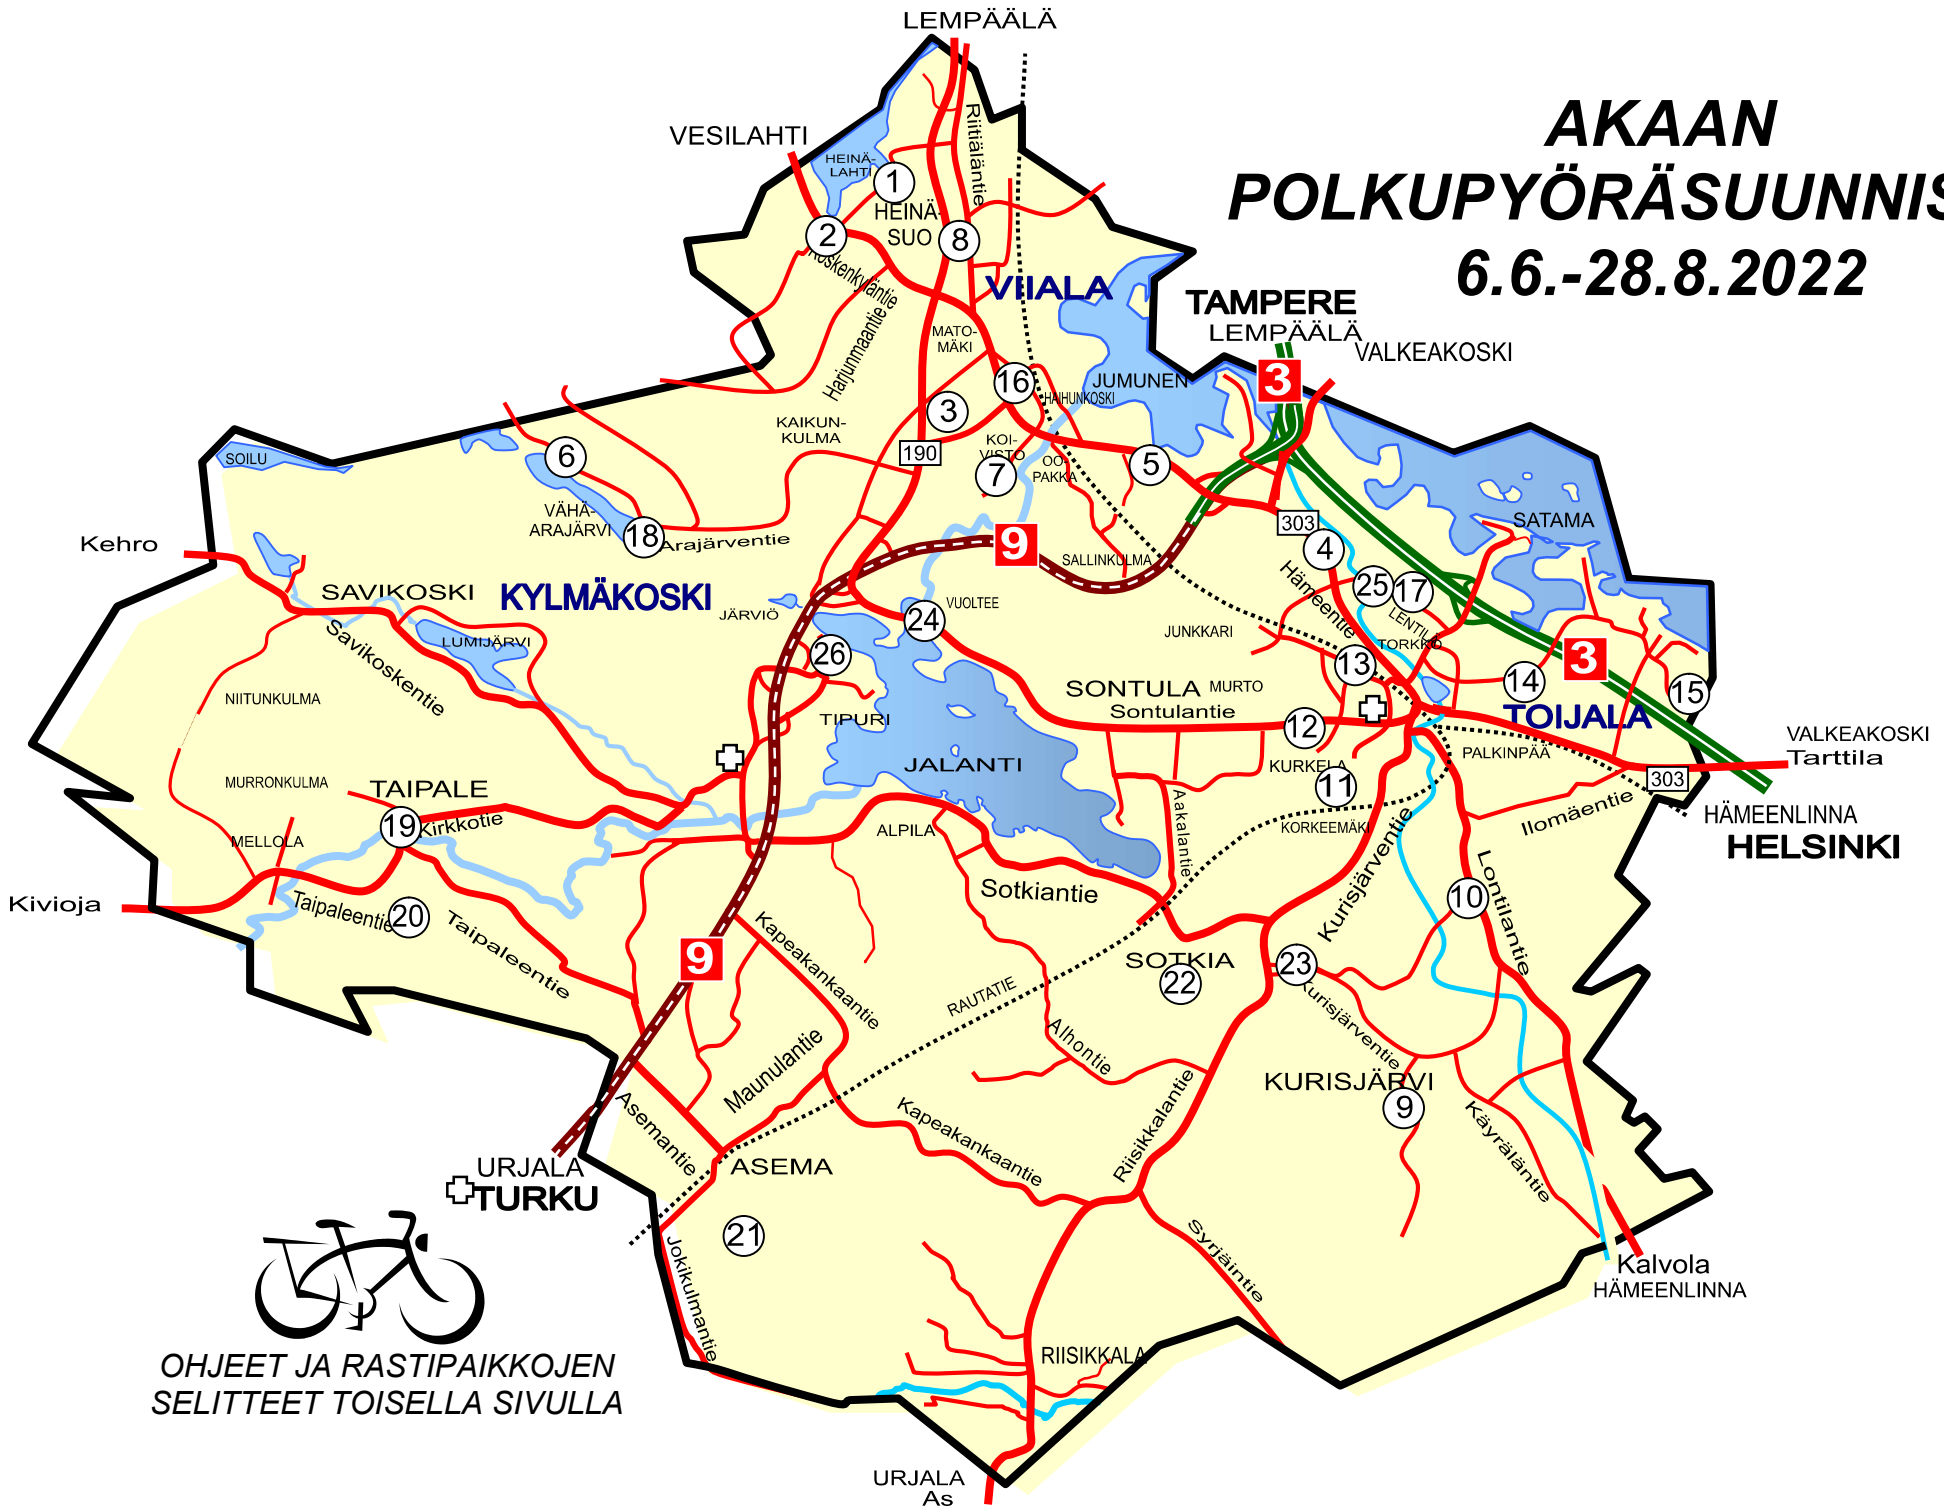 LEMPÄÄLÄ
AKAAN
VESILAHTI
Riitiäläntie
HEINÄ-
LAHTI
1
POLKUPYÖRÄSUUNNIS
HEINÄ-
SUO
2
8
Koskenkyläntie
6.6.-28.8.2022
VIIALA
TAMPERE
LEMPÄÄLÄ
VALKEAKOSKI
Harjunmaantie
MATO-
MÄKI
3
16
JUMUNEN
HAIHUNKOSKI
3
KAIKUN-
KULMA
190
KOI-
VISTO
7
OO-
PAKKA
5
SOILU
6
VÄHÄ-
ARAJÄRVI
18
Arajärventie
303
SATAMA
Kehro
9
SALLINKULMA
4
Hämeentie
25
17
LENTILÄ
SAVIKOSKI
KYLMÄKOSKI
JÄRVIÖ
24
VUOLTEE
JUNKKARI
TORKKO
Savikoskentie
LUMIJÄRVI
26
13
3
14
15
NIITUNKULMA
TIPURI
SONTULA
MURTO
Sontulantie
12
TOIJALA
VALKEAKOSKI
Tarttila
PALKINPÄÄ
303
MURRONKULMA
TAIPALE
JALANTI
KURKELA
11
Aakalantie
KORKEEMÄKI
Ilomäentie
HÄMEENLINNA
HELSINKI
19
Kirkkotie
ALPILA
MELLOLA
Kurisjärventie
Lontilantie
Kivioja
Taipaleentie
20
Taipaleentie
Sotkiantie
10
9
Kapeakankaantie
SOTKIA
22
23
RAUTATIE
Kurisjärventie
Maunulantie
Alhontie
KURISJÄRVI
9
Asemantie
Kapeakankaantie
Riisikkalantie
Käyräläntie
URJALA
TURKU
ASEMA
21
Jokikulmantie
Syrjäintie
Kalvola
HÄMEENLINNA
RIISIKKALA
OHJEET JA RASTIPAIKKOJEN
SELITTEET TOISELLA SIVULLA
URJALA
As